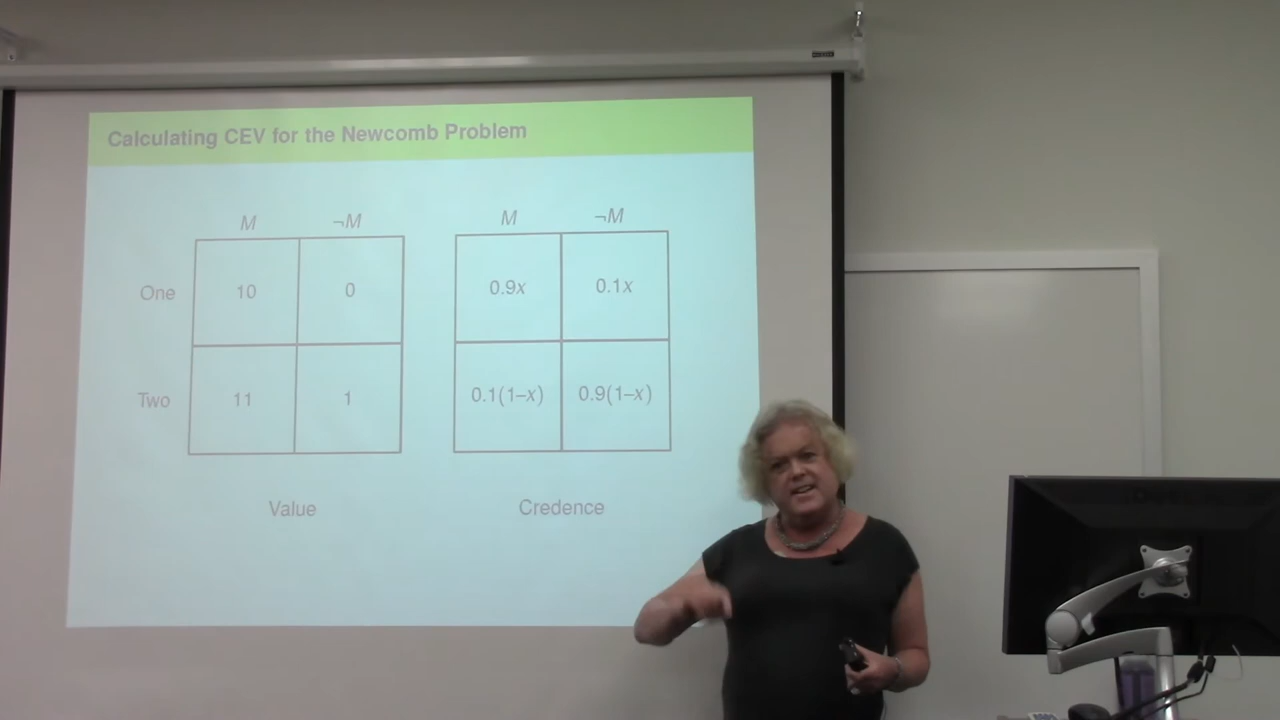 Calculating CEV for the Newcomb Problem
M ¬M M ¬M
One 10 0 0.9x 0.1x
Two 11 1 0.1(1–x) 0.9(1–x)
Value Credence